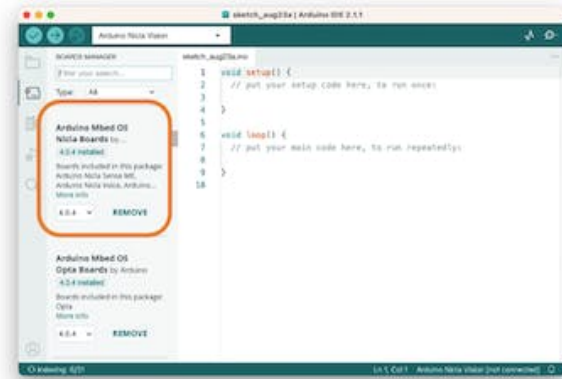 sketch_aug23a | Arduino IDE 2.1.1
Arduino Nicla Vision
BOARDS MANAGER
Filter your search...
Type: All
Arduino Mbed OS
Nicla Boards by...
4.0.4 installed
Boards included in this package:
Arduino Nicla Sense ME,
Arduino Nicla Voice, Arduino...
More info
4.0.4
REMOVE
Arduino Mbed OS
Opta Boards by Arduino
4.0.4 installed
Boards included in this package:
Opta
More info
4.0.4
REMOVE
sketch_aug23a.ino
1 void setup() {
2 // put your setup code here, to run once:
3
4 }
5
6 void loop() {
7 // put your main code here, to run repeatedly:
8
9 }
10
Indexing: 6/31
Ln 1, Col 1 Arduino Nicla Vision [not connected]